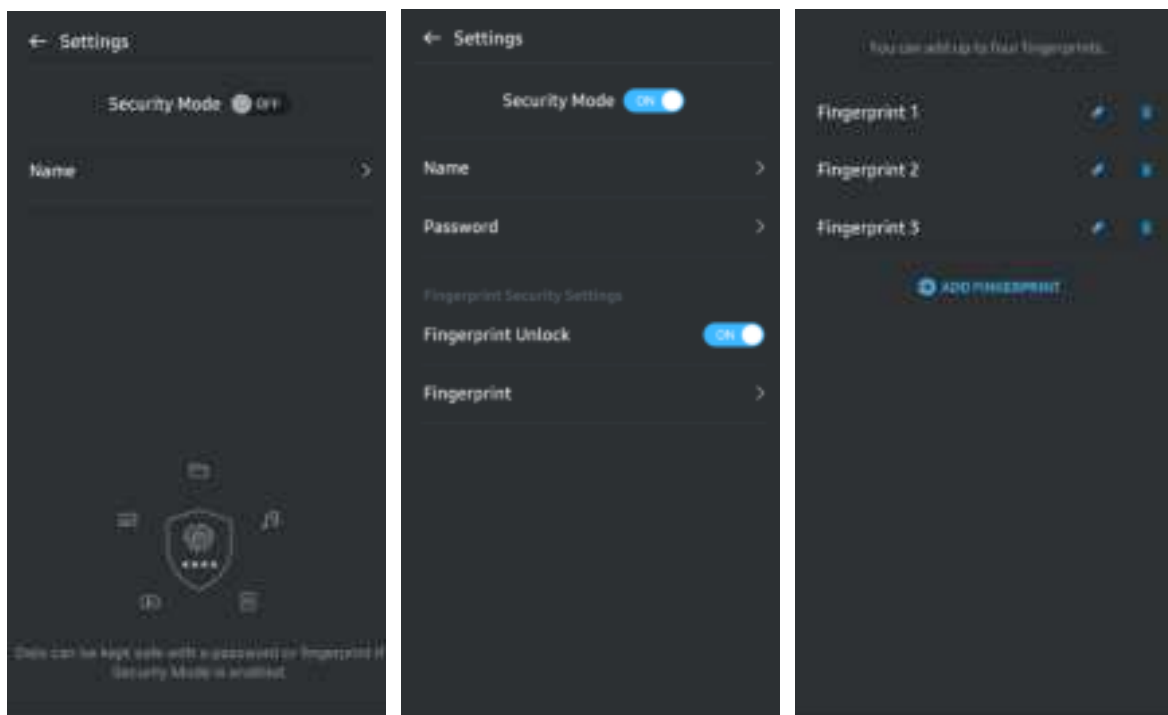 ← Settings
Security Mode OFF
Name >
Data can be kept safe with a password or fingerprint if
Security Mode is enabled.
← Settings
Security Mode ON
Name >
Password >
Fingerprint Security Settings
Fingerprint Unlock ON
Fingerprint >
You can add up to four fingerprints.
Fingerprint 1
Fingerprint 2
Fingerprint 3
ADD FINGERPRINT